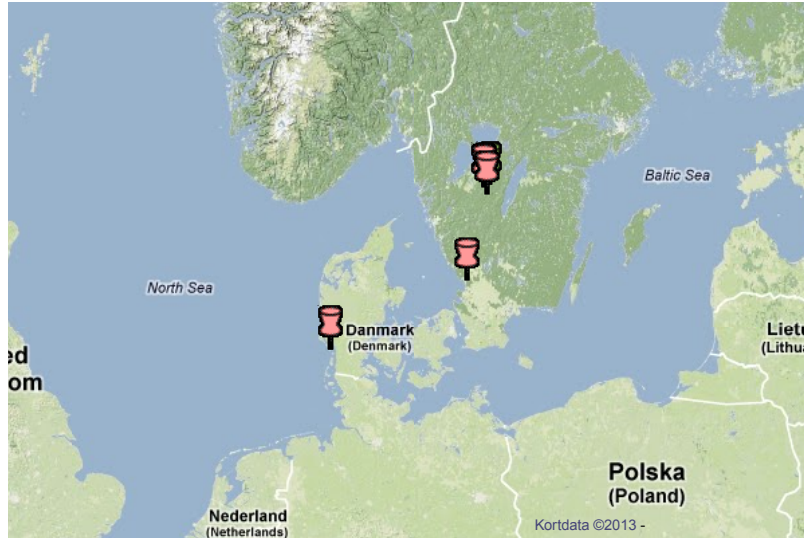 Baltic Sea
North Sea
Danmark
(Denmark)
Lietu
(Lithua
ed
om
Polska
(Poland)
Nederland
(Netherlands)
Kortdata ©2013 -